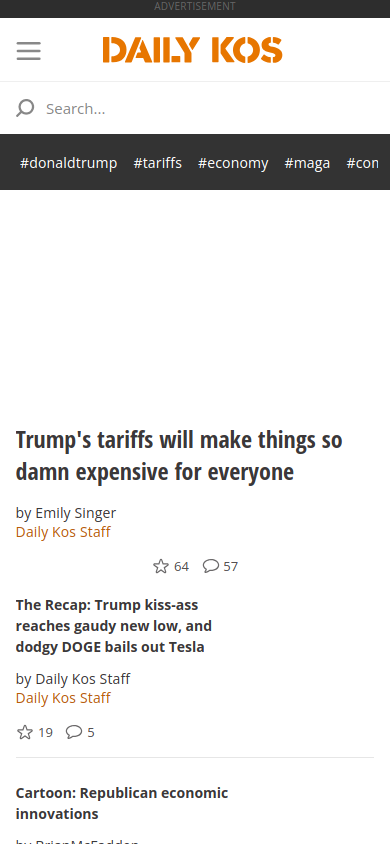 ADVERTISEMENT
DAILY KOS
Search...
#donaldtrump #tariffs #economy #maga
Trump's tariffs will make things so
damn expensive for everyone
by Emily Singer
Daily Kos Staff
64 57
The Recap: Trump kiss-ass
reaches gaudy new low, and
dodgy DOGE bails out Tesla
by Daily Kos Staff
Daily Kos Staff
19 5
Cartoon: Republican economic
innovations
by BrianMcFadden